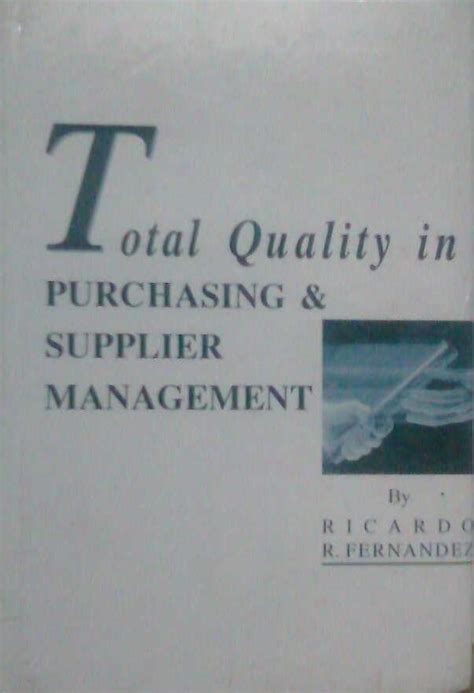 Total Quality in
PURCHASING &
SUPPLIER
MANAGEMENT
By
RICARDO
R. FERNANDEZ